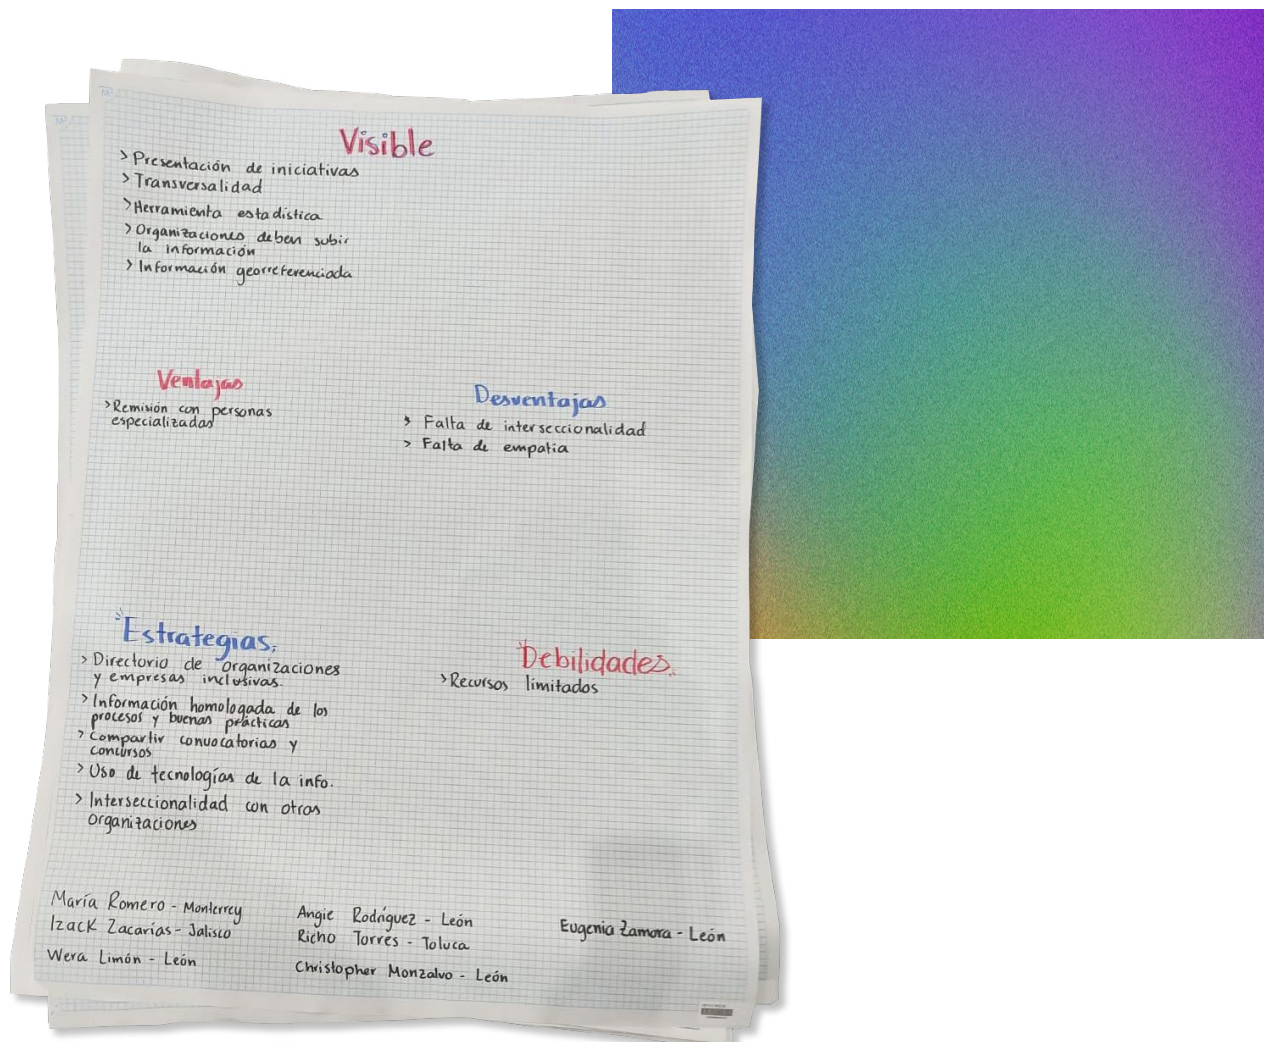 Visible
> Presentación de iniciativas
> Transversalidad
> Herramienta estadistica
> Organizaciones deben subir
la información
> Información georreferenciada
Ventajas
> Remisión con personas
especializadas
Desventajas
> Falta de interseccionalidad
> Falta de empatia
Estrategias
> Directorio de organizaciones
y empresas inclusivas.
> Información homologada de los
procesos y buenas prácticas
> Compartir convocatorias y
concursos
> Uso de tecnologías de la info.
> Interseccionalidad con otras
organizaciones
Debilidades
> Recursos limitados
María Romero - Monterrey
Izack Zacarías - Jalisco
Wera Limón - León
Angie Rodríguez - León
Richo Torres - Toluca
Christopher Monzalvo - León
Eugenia Zamora - León